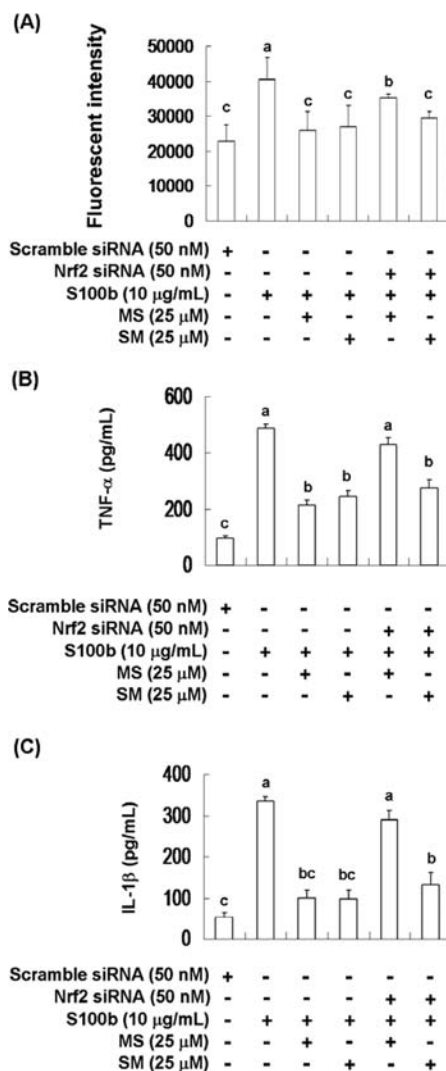 (A)
Fluorescent intensity
50000
40000
30000
20000
10000
0
c a c c b c
Scramble siRNA (50 nM) + - - - - -
Nrf2 siRNA (50 nM) - - - - + +
S100b (10 μg/mL) - + + + + +
MS (25 μM) - - + - + -
SM (25 μM) - - - + - +
(B)
TNF-α (pg/mL)
600
400
200
0
c a b b a b
Scramble siRNA (50 nM) + - - - - -
Nrf2 siRNA (50 nM) - - - - + +
S100b (10 μg/mL) - + + + + +
MS (25 μM) - - + - + -
SM (25 μM) - - - + - +
(C)
IL-1β (pg/mL)
400
300
200
100
0
c a bc bc a b
Scramble siRNA (50 nM) + - - - - -
Nrf2 siRNA (50 nM) - - - - + +
S100b (10 μg/mL) - + + + + +
MS (25 μM) - - + - + -
SM (25 μM) - - - + - +